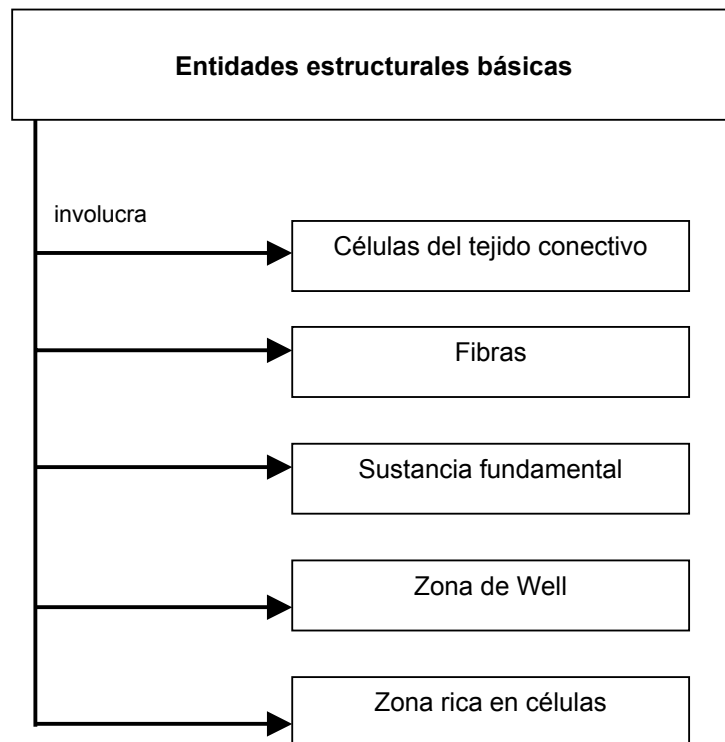 Entidades estructurales básicas
involucra
Células del tejido conectivo
Fibras
Sustancia fundamental
Zona de Well
Zona rica en células